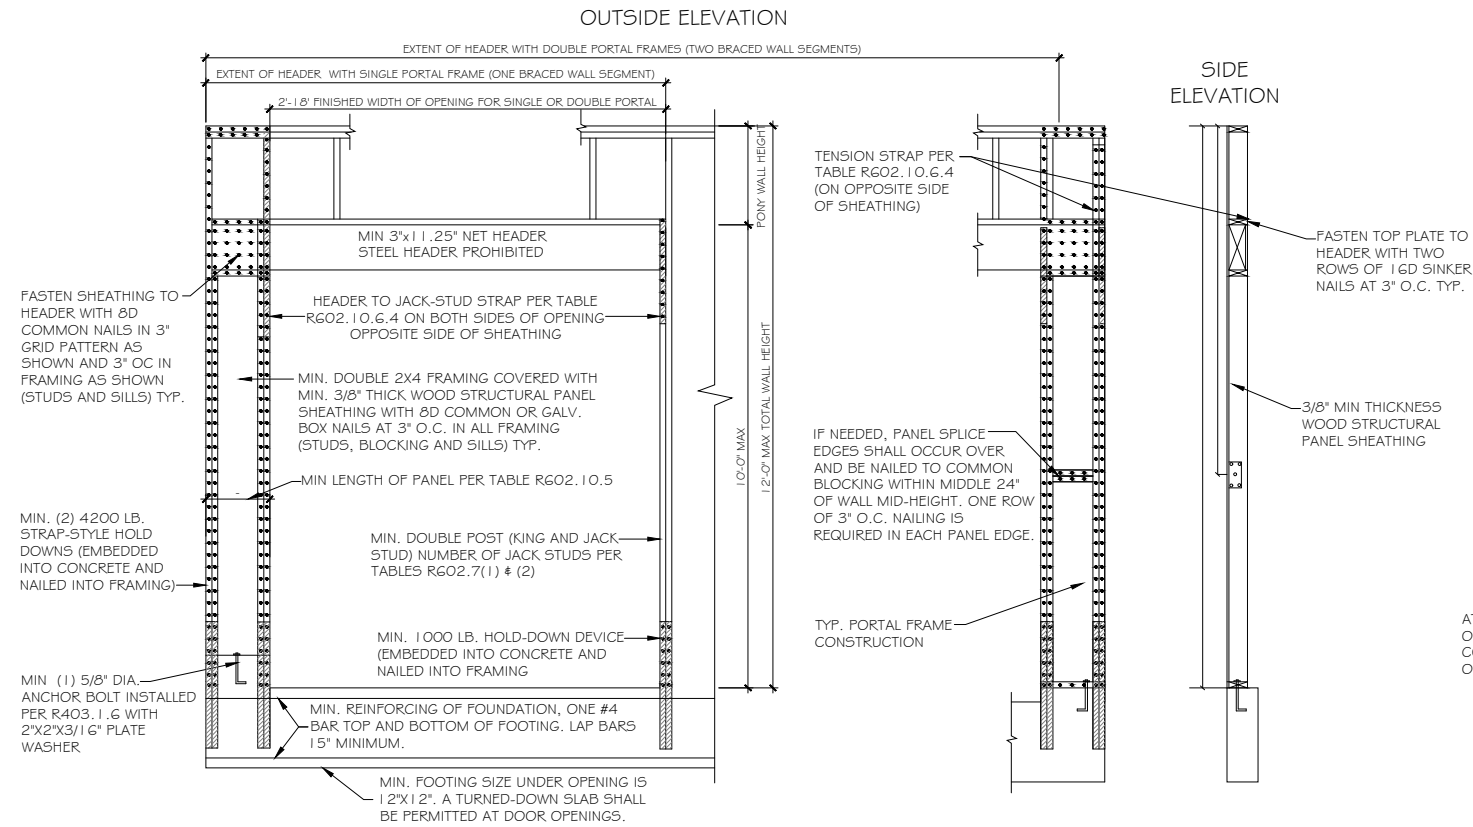 OUTSIDE ELEVATION
EXTENT OF HEADER WITH DOUBLE PORTAL FRAMES (TWO BRACED WALL SEGMENTS)
EXTENT OF HEADER WITH SINGLE PORTAL FRAME (ONE BRACED WALL SEGMENT)
2'-18' FINISHED WIDTH OF OPENING FOR SINGLE OR DOUBLE PORTAL
SIDE
ELEVATION
PONY WALL HEIGHT
TENSION STRAP PER
TABLE R602.10.6.4
(ON OPPOSITE SIDE
OF SHEATHING)
MIN 3"x11.25" NET HEADER
STEEL HEADER PROHIBITED
FASTEN TOP PLATE TO
HEADER WITH TWO
ROWS OF 16D SINKER
NAILS AT 3" O.C. TYP.
FASTEN SHEATHING TO
HEADER WITH 8D
COMMON NAILS IN 3"
GRID PATTERN AS
SHOWN AND 3" OC IN
FRAMING AS SHOWN
(STUDS AND SILLS) TYP.
HEADER TO JACK-STUD STRAP PER TABLE
R602.10.6.4 ON BOTH SIDES OF OPENING
OPPOSITE SIDE OF SHEATHING
MIN. DOUBLE 2X4 FRAMING COVERED WITH
MIN. 3/8" THICK WOOD STRUCTURAL PANEL
SHEATHING WITH 8D COMMON OR GALV.
BOX NAILS AT 3" O.C. IN ALL FRAMING
(STUDS, BLOCKING AND SILLS) TYP.
10'-0" MAX
12'-0" MAX TOTAL WALL HEIGHT
3/8" MIN THICKNESS
WOOD STRUCTURAL
PANEL SHEATHING
IF NEEDED, PANEL SPLICE
EDGES SHALL OCCUR OVER
AND BE NAILED TO COMMON
BLOCKING WITHIN MIDDLE 24"
OF WALL MID-HEIGHT. ONE ROW
OF 3" O.C. NAILING IS
REQUIRED IN EACH PANEL EDGE.
MIN LENGTH OF PANEL PER TABLE R602.10.5
MIN. (2) 4200 LB.
STRAP-STYLE HOLD
DOWNS (EMBEDDED
INTO CONCRETE AND
NAILED INTO FRAMING)
MIN. DOUBLE POST (KING AND JACK
STUD) NUMBER OF JACK STUDS PER
TABLES R602.7(1) & (2)
TYP. PORTAL FRAME
CONSTRUCTION
MIN. 1000 LB. HOLD-DOWN DEVICE
(EMBEDDED INTO CONCRETE AND
NAILED INTO FRAMING
MIN (1) 5/8" DIA.
ANCHOR BOLT INSTALLED
PER R403.1.6 WITH
2"X2"X3/16" PLATE
WASHER
MIN. REINFORCING OF FOUNDATION, ONE #4
BAR TOP AND BOTTOM OF FOOTING. LAP BARS
15" MINIMUM.
MIN. FOOTING SIZE UNDER OPENING IS
12"X12". A TURNED-DOWN SLAB SHALL
BE PERMITTED AT DOOR OPENINGS.